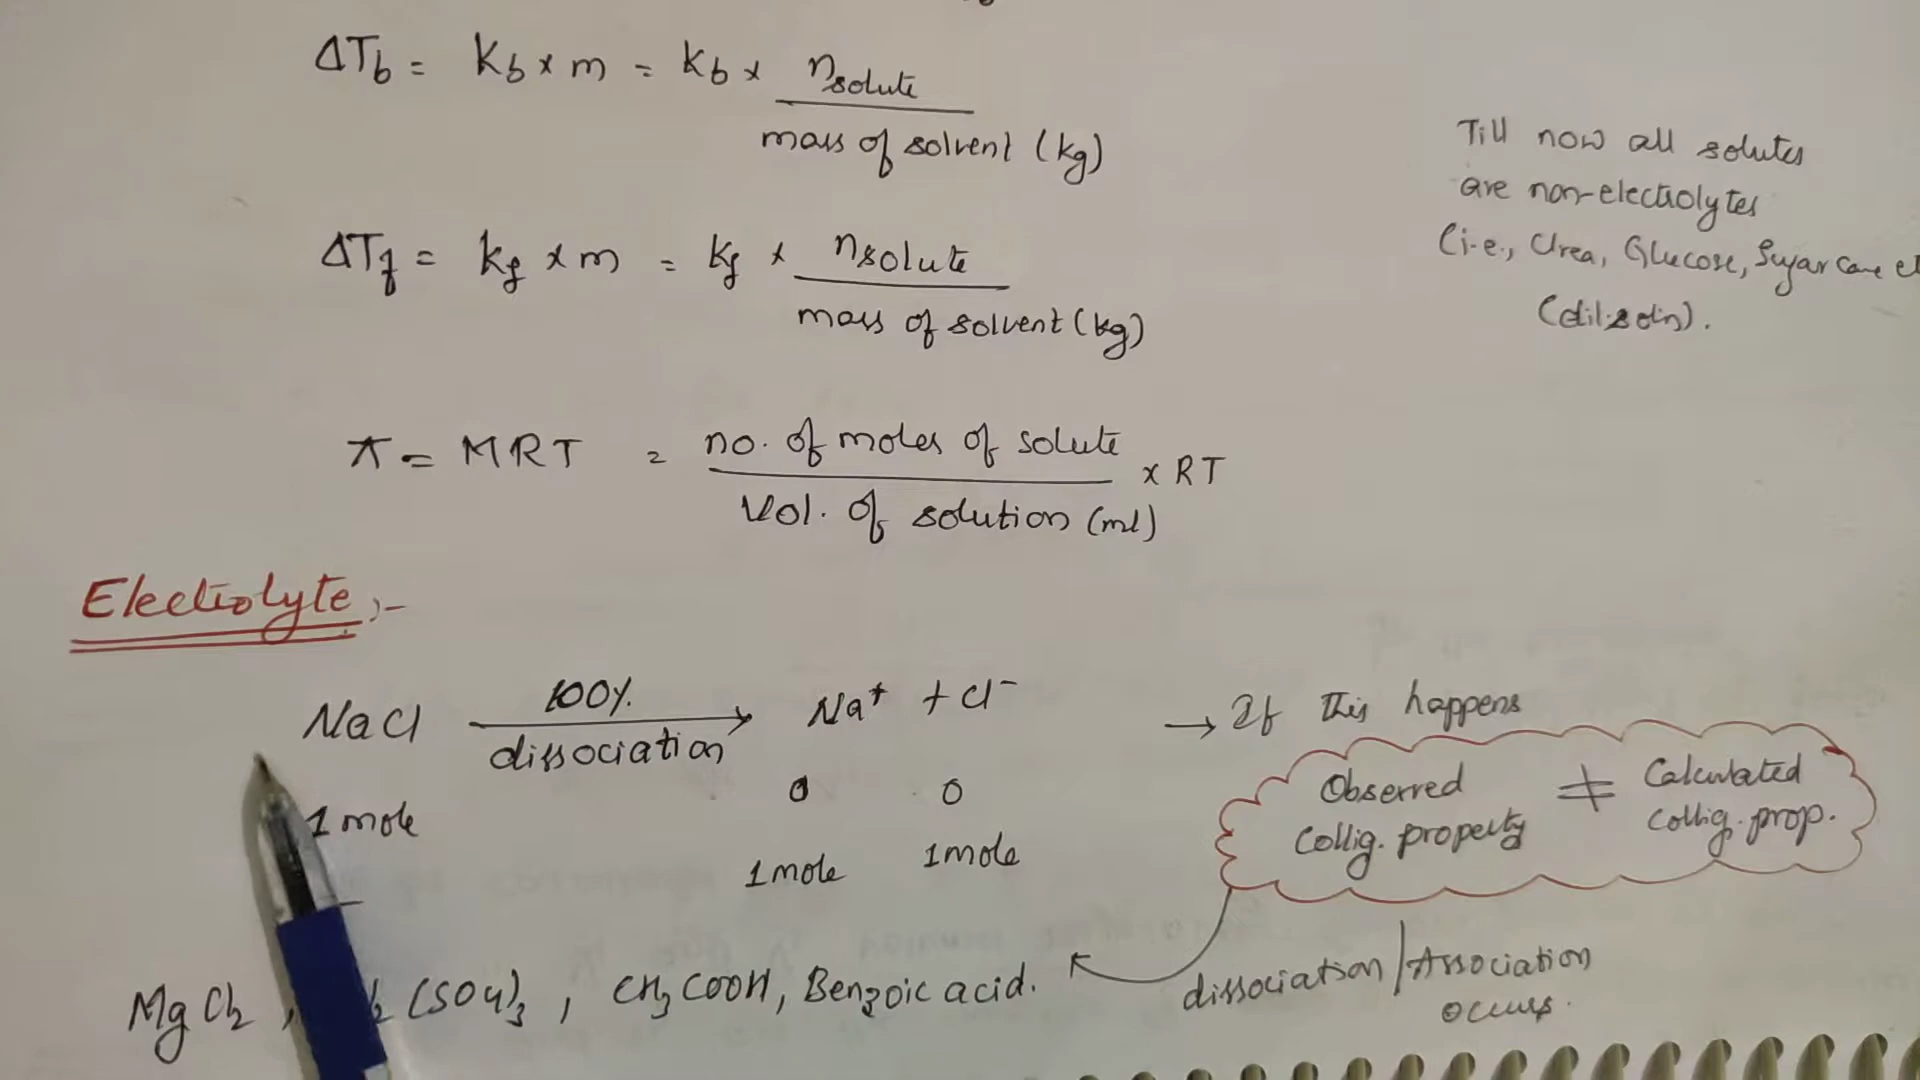 ΔTb = Kb × m = Kb × nsolute
mass of solvent (kg)
Till now all solutes
are non-electrolytes
(i.e., Urea, Glucose, Sugar cane
(dil. soln).
ΔTf = kf × m = kf × nsolute
mass of solvent (kg)
π = MRT = no. of moles of solute × RT
Vol. of solution (ml)
Electrolyte :-
NaCl 100% dissociation → Na⁺ + Cl⁻
1 mole 0 0
1 mole 1 mole
→ If this happens
Observed collig. property ≠ Calculated collig. prop.
dissociation / Association
occurs.
MgCl2 , (SO4)3 , CH3COOH, Benzoic acid.